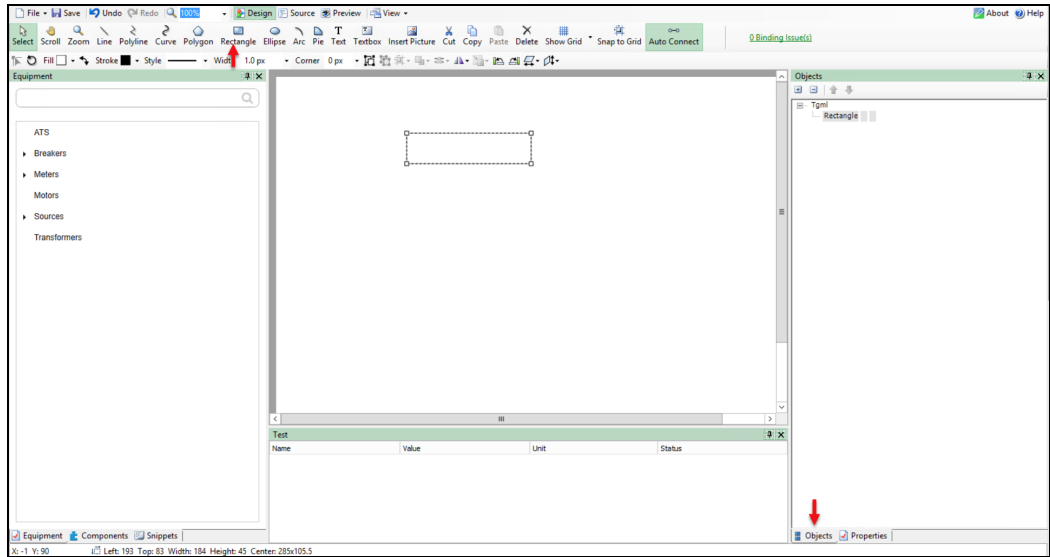 File Save Undo Redo 100% Design Source Preview View About Help
Select Scroll Zoom Line Polyline Curve Polygon Rectangle Ellipse Arc Pie Text Textbox Insert Picture Cut Copy Paste Delete Show Grid Snap to Grid Auto Connect 0 Binding Issue(s)
Fill Stroke Style Width 1.0 px Corner 0 px
Equipment
Objects
Tgml
Rectangle
ATS
Breakers
Meters
Motors
Sources
Transformers
Test
Name Value Unit Status
Equipment Components Snippets
Objects Properties
X: -1 Y: 90 Left: 193 Top: 83 Width: 184 Height: 45 Center: 285x105.5